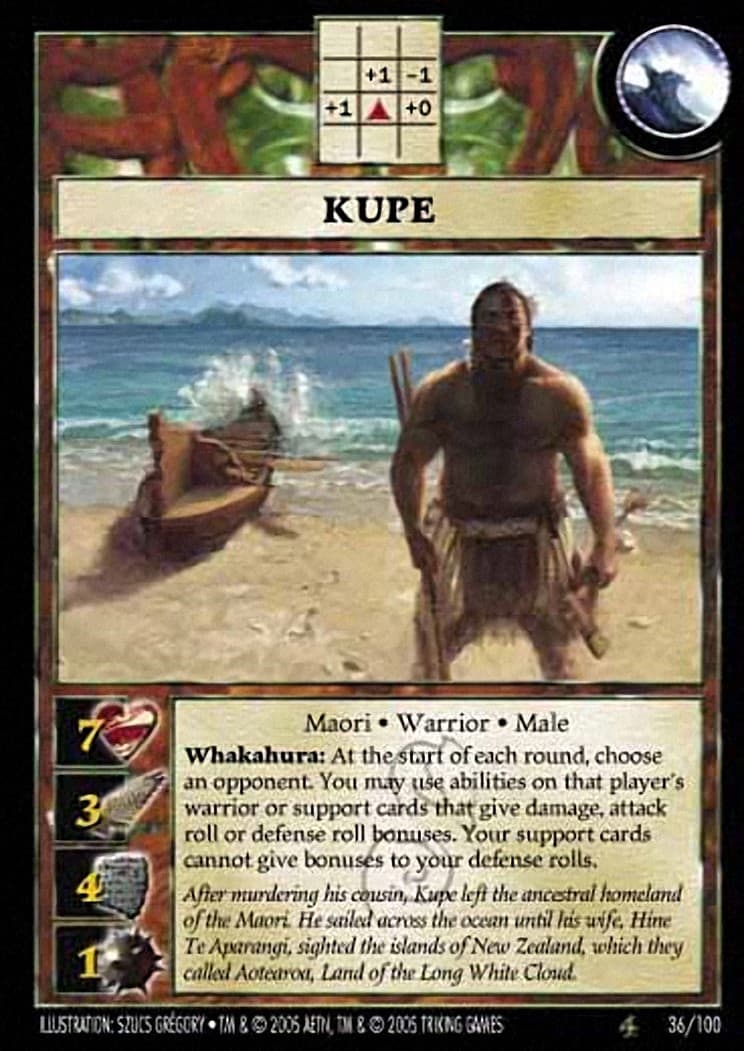 +1 -1
+1 +0
KUPE
Maori • Warrior • Male
7
Whakahura: At the start of each round, choose
an opponent. You may use abilities on that player's
3
warrior or support cards that give damage, attack
roll or defense roll bonuses. Your support cards
cannot give bonuses to your defense rolls.
4
After murdering his cousin, Kupe left the ancestral homeland
of the Maori. He sailed across the ocean until his wife, Hine
Te Aparangi, sighted the islands of New Zealand, which they
1
called Aotearoa, Land of the Long White Cloud.
ILLUSTRATION: SZUCS GRÉGORY • TM & © 2005 AETN, TM & © 2005 TRIKING GAMES 4 36/100